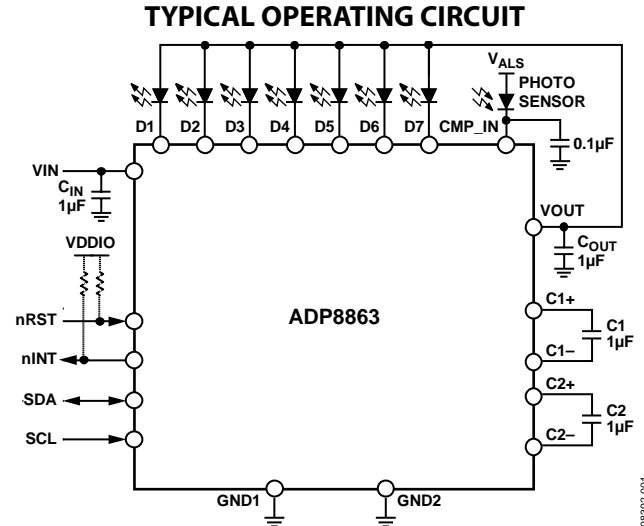 TYPICAL OPERATING CIRCUIT
VALS
PHOTO
SENSOR
D1
D2
D3
D4
D5
D6
D7
CMP_IN
0.1µF
VIN
CIN
1µF
VOUT
COUT
1µF
VDDIO
ADP8863
nRST
nINT
SDA
SCL
C1+
C1
1µF
C1–
C2+
C2
1µF
C2–
GND1
GND2
08392-001